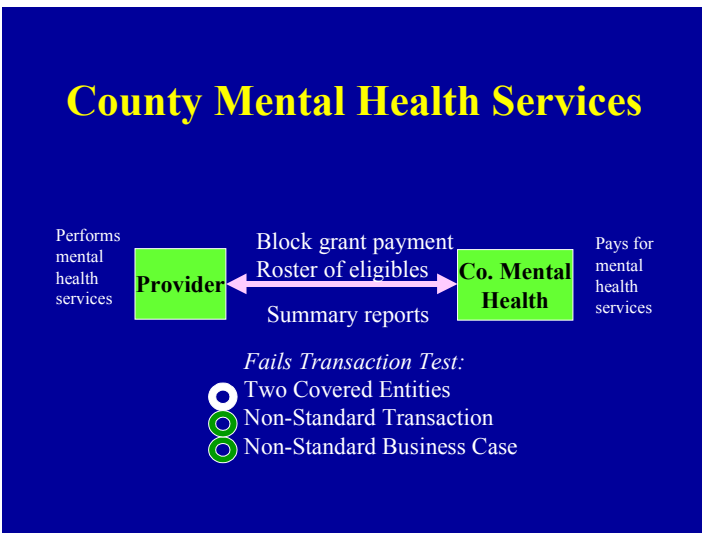 County Mental Health Services
Performs
mental
health
services
Provider
Block grant payment
Roster of eligibles
Summary reports
Co. Mental
Health
Pays for
mental
health
services
Fails Transaction Test:
Two Covered Entities
Non-Standard Transaction
Non-Standard Business Case